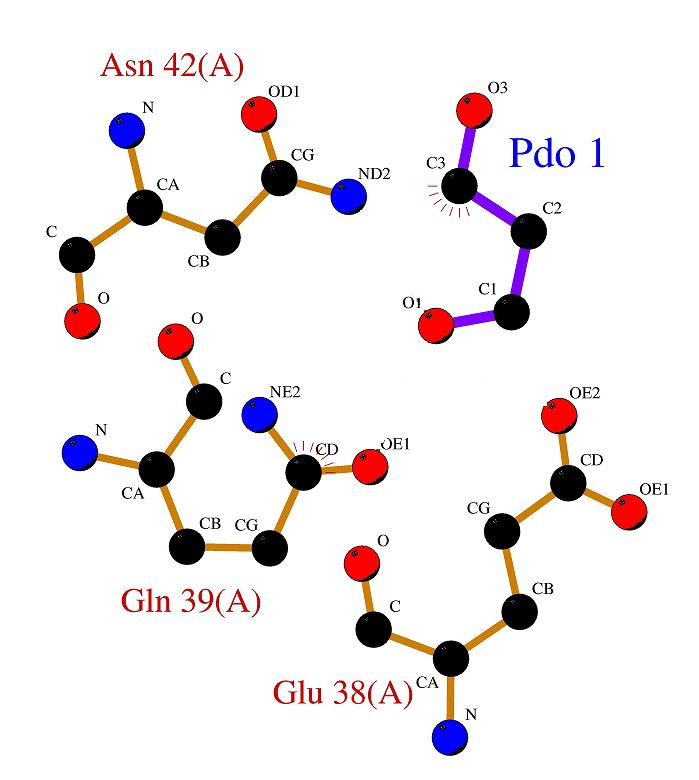 Asn 42(A)
N
OD1
CG
ND2
CA
C
CB
O
O3
Pdo 1
C3
C2
C1
O1
O
C
NE2
N
CD
OE1
CA
CB
CG
Gln 39(A)
OE2
CD
OE1
CG
O
CB
C
CA
Glu 38(A)
N